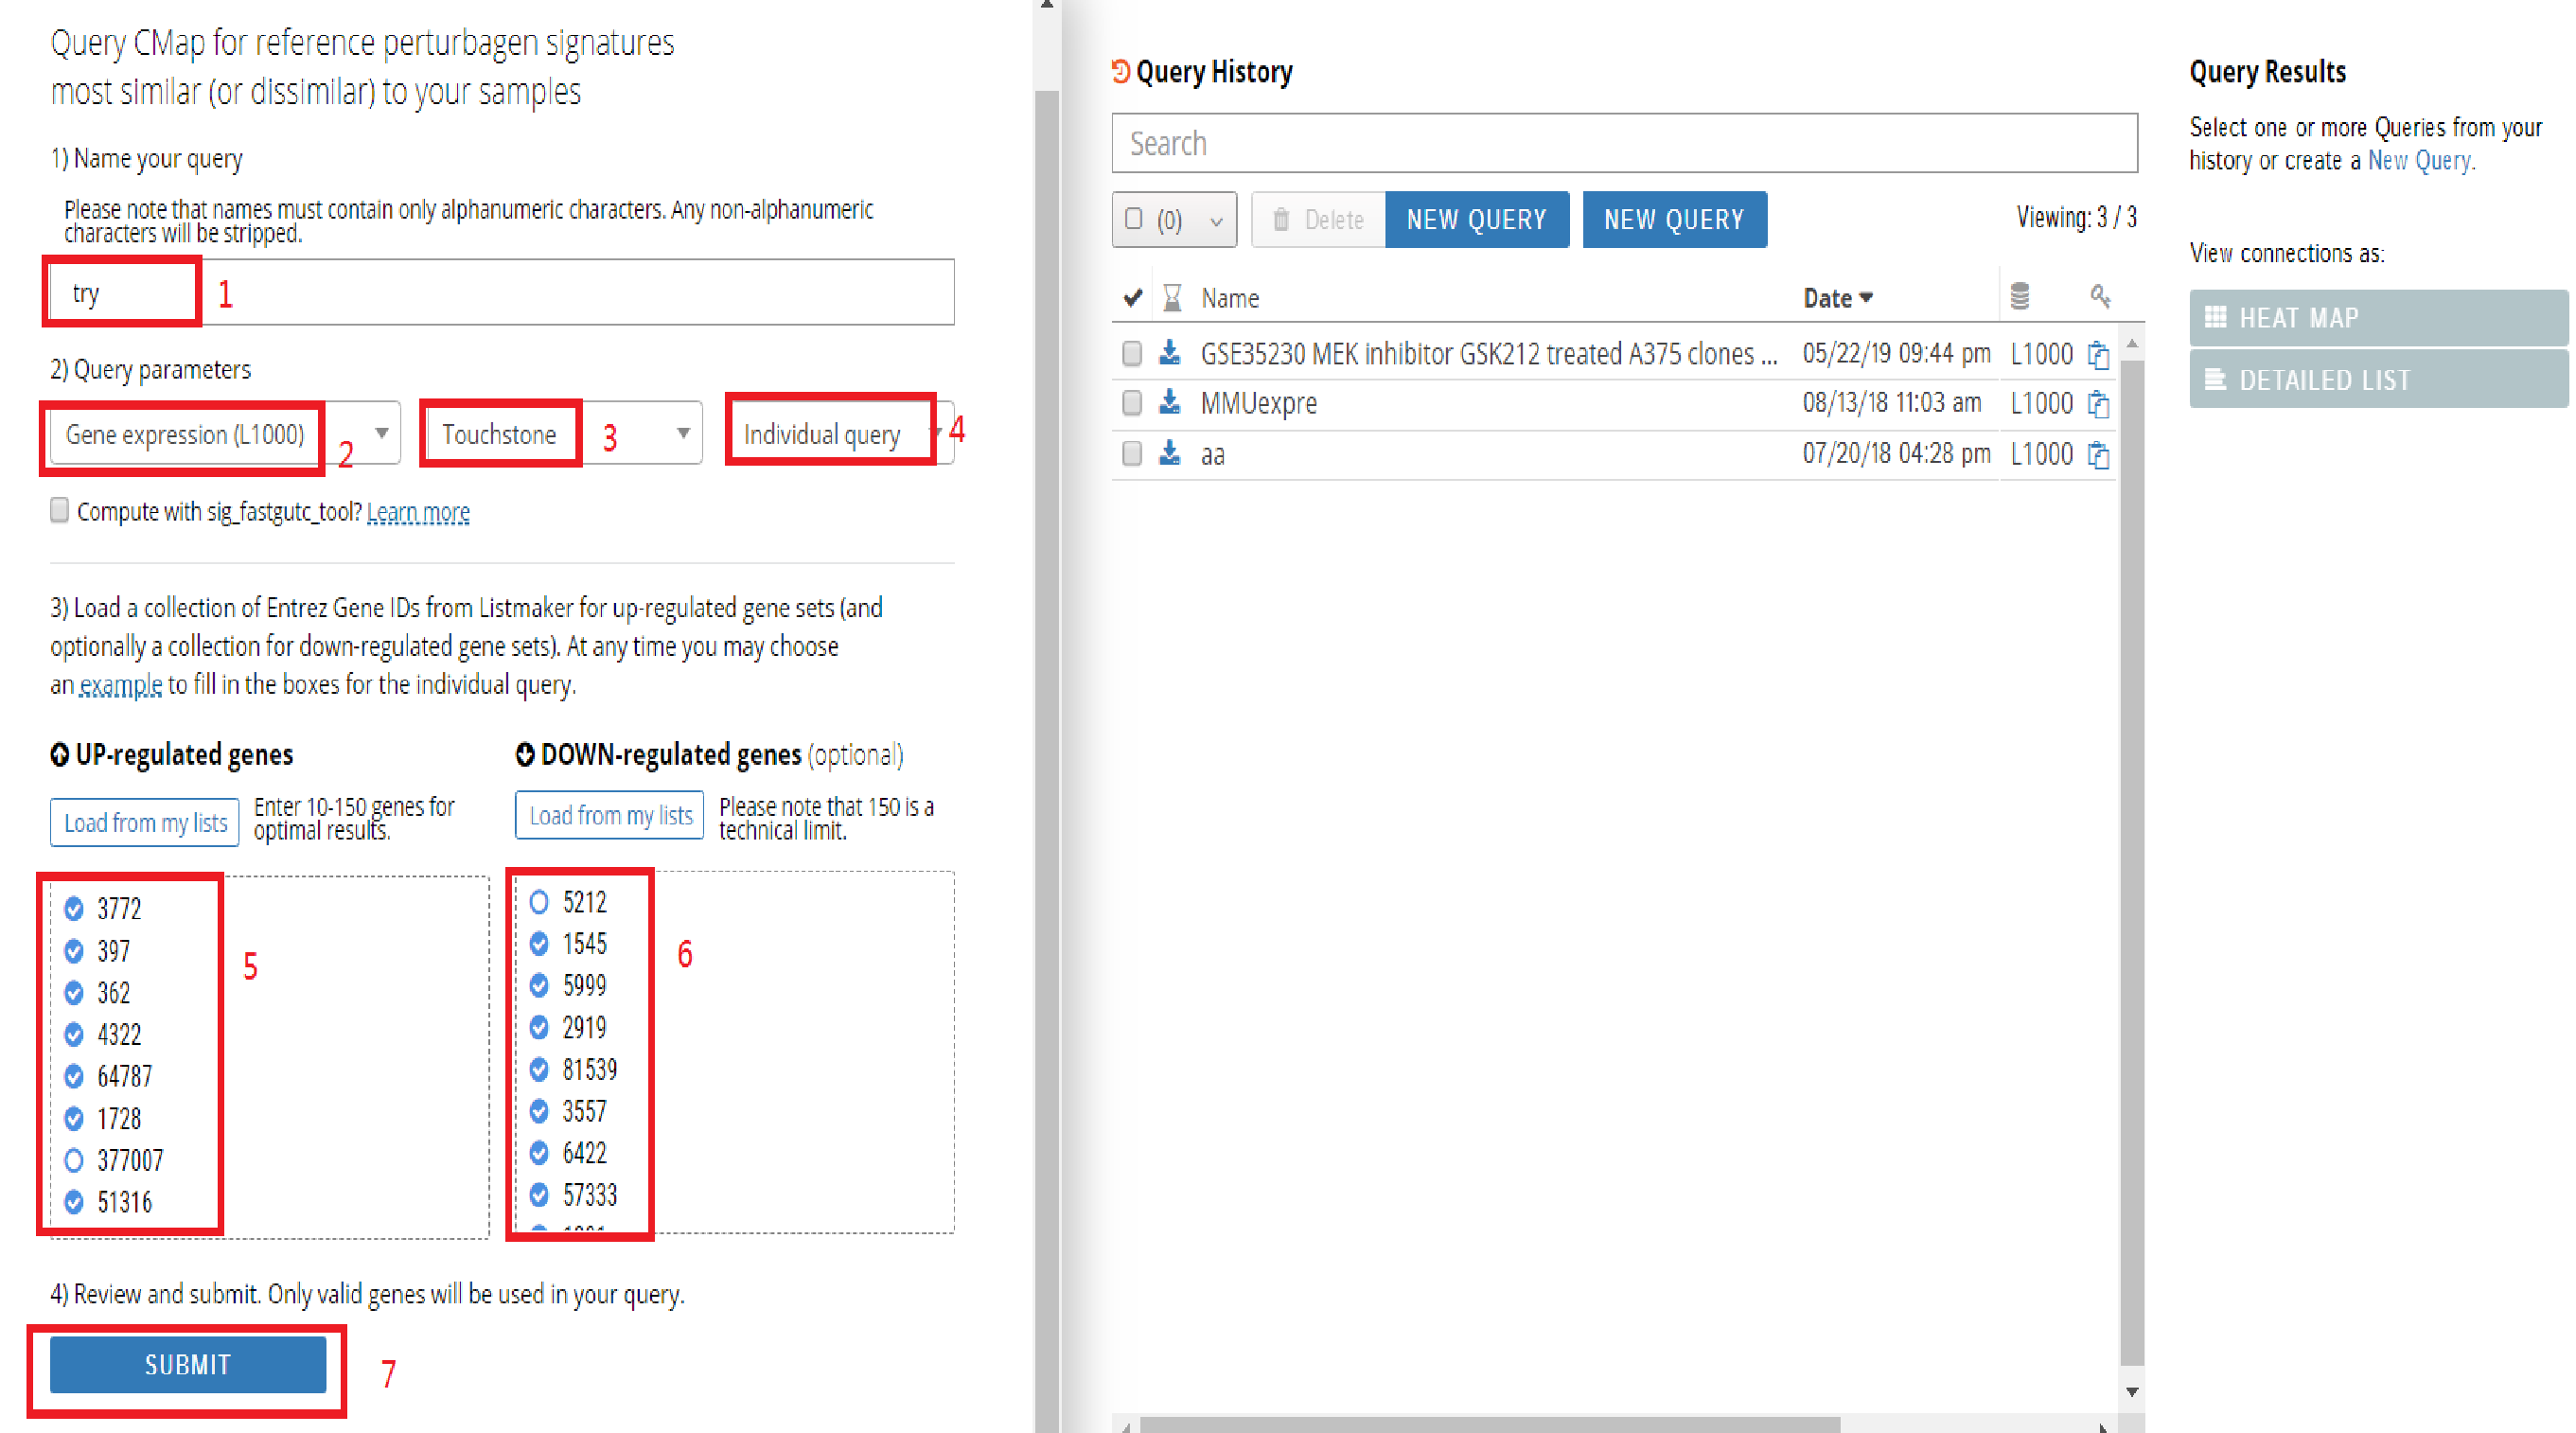 Query CMap for reference perturbagen signatures
most similar (or dissimilar) to your samples
1) Name your query
Please note that names must contain only alphanumeric characters. Any non-alphanumeric
characters will be stripped.
try
1
2) Query parameters
Gene expression (L1000)
2
Touchstone
3
Individual query
4
Compute with sig_fastgutc_tool? Learn more
3) Load a collection of Entrez Gene IDs from Listmaker for up-regulated gene sets (and
optionally a collection for down-regulated gene sets). At any time you may choose
an example to fill in the boxes for the individual query.
UP-regulated genes
Load from my lists
Enter 10-150 genes for
optimal results.
3772
397
362
4322
64787
1728
377007
51316
5
DOWN-regulated genes (optional)
Load from my lists
Please note that 150 is a
technical limit.
5212
1545
5999
2919
81539
3557
6422
57333
6
4) Review and submit. Only valid genes will be used in your query.
SUBMIT
7
Query History
Search
(0)
Delete
NEW QUERY
NEW QUERY
Viewing: 3 / 3
Name
Date
GSE35230 MEK inhibitor GSK212 treated A375 clones ... 05/22/19 09:44 pm L1000
MMUexpre 08/13/18 11:03 am L1000
aa 07/20/18 04:28 pm L1000
Query Results
Select one or more Queries from your
history or create a New Query.
View connections as:
HEAT MAP
DETAILED LIST